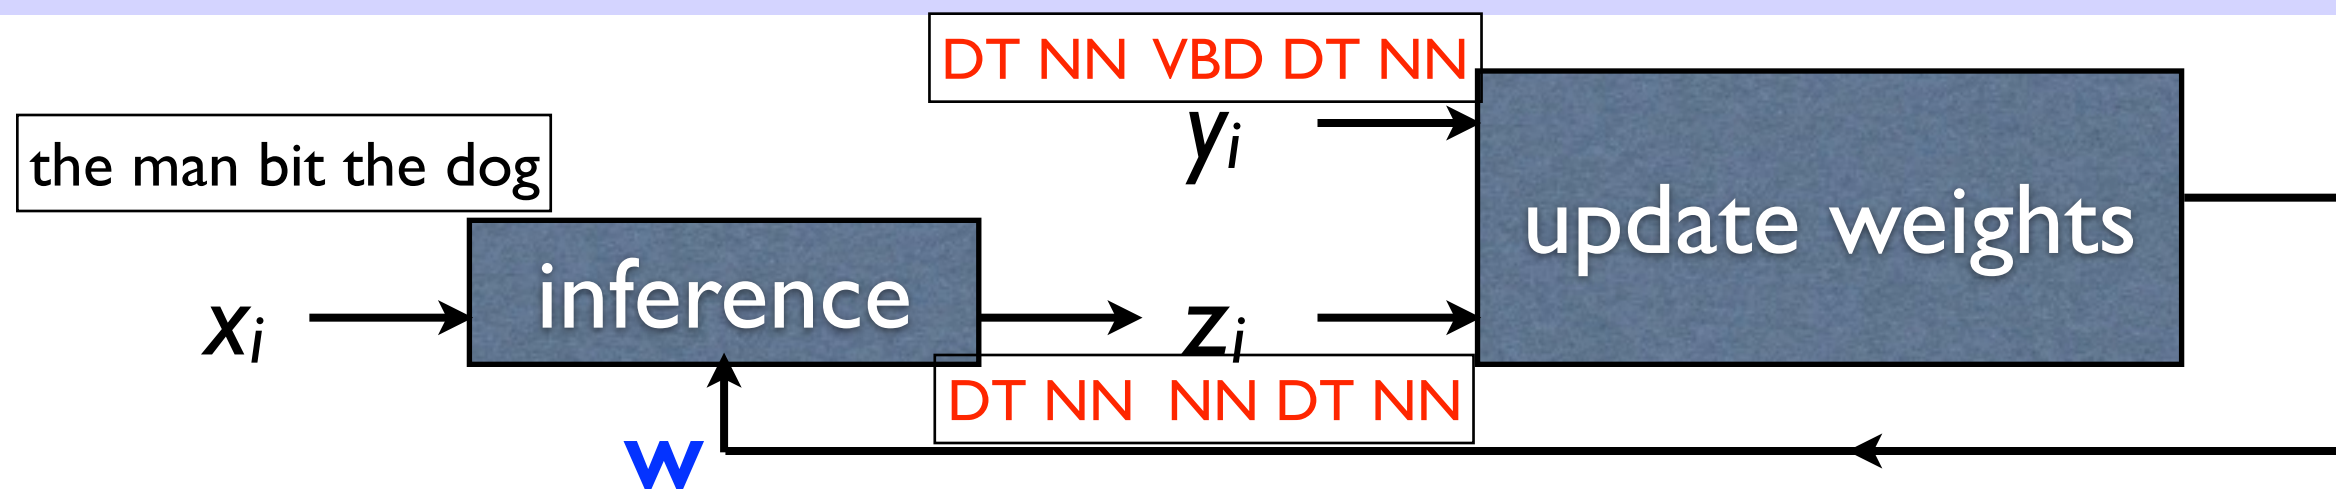 DT NN VBD DT NN
yi
the man bit the dog
update weights
inference
xi
zi
DT NN NN DT NN
w